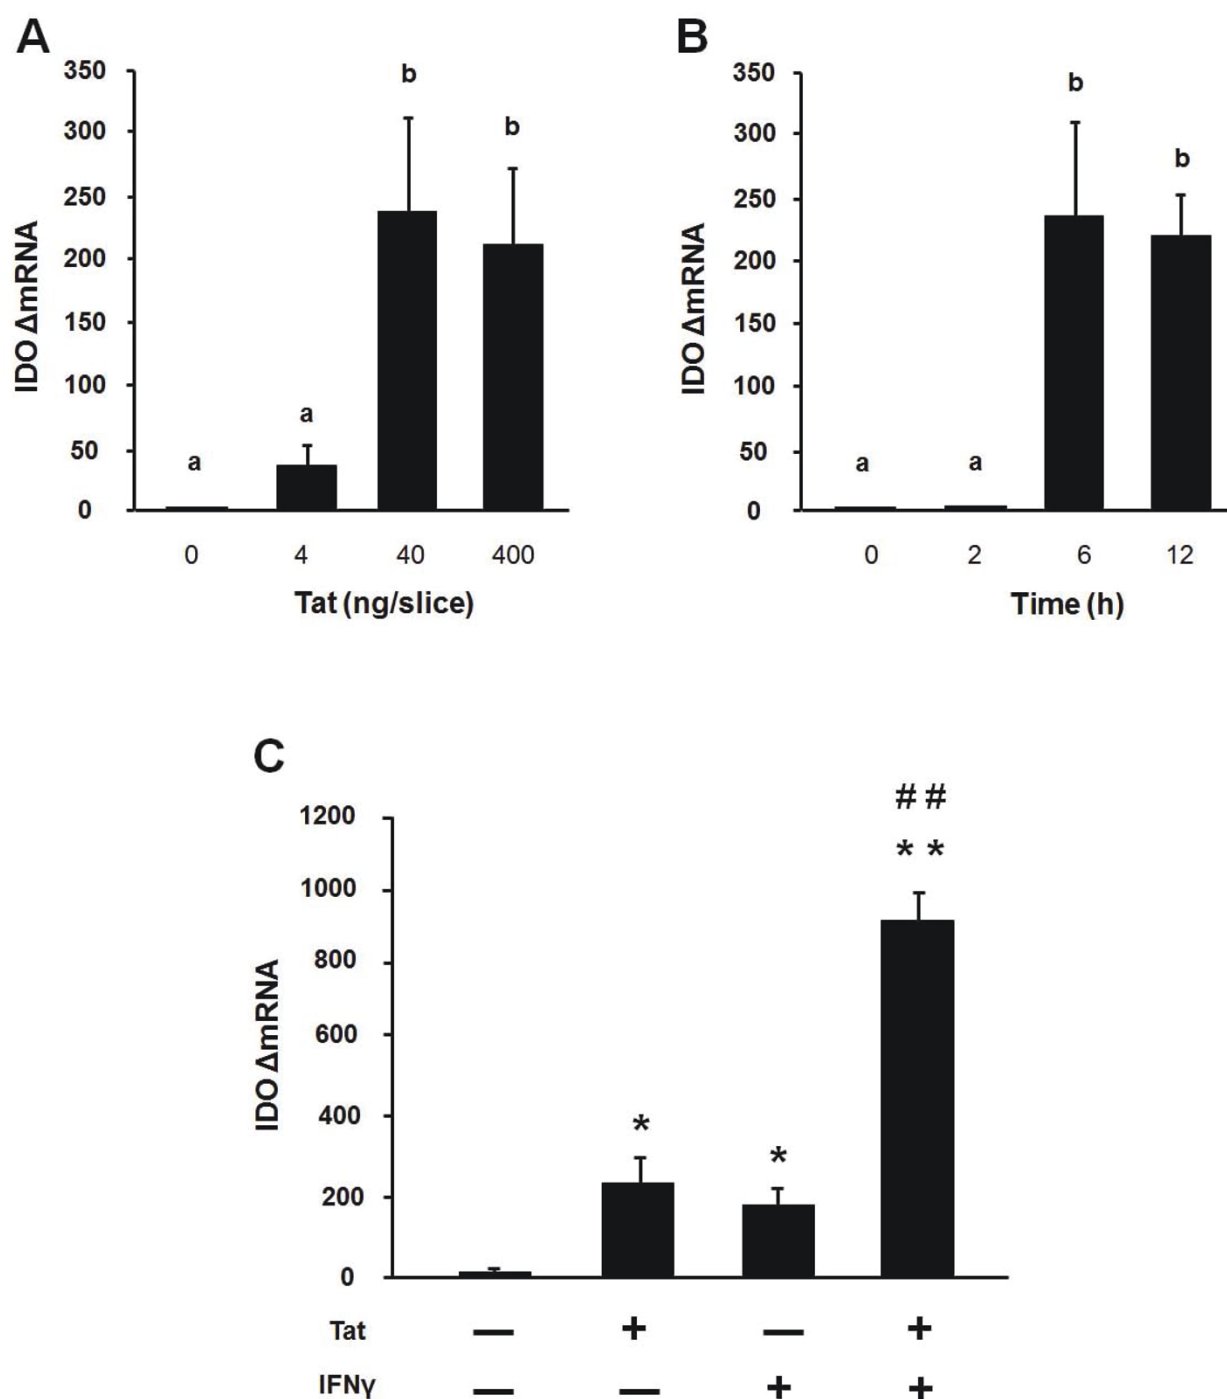 A
350
300
250
200
150
100
50
0
IDO ΔmRNA
a
a
b
b
0 4 40 400
Tat (ng/slice)
B
350
300
250
200
150
100
50
0
IDO ΔmRNA
a
a
b
b
0 2 6 12
Time (h)
C
1200
1000
800
600
400
200
0
IDO ΔmRNA
*
*
# #
* *
Tat — + — +
IFNγ — — + +